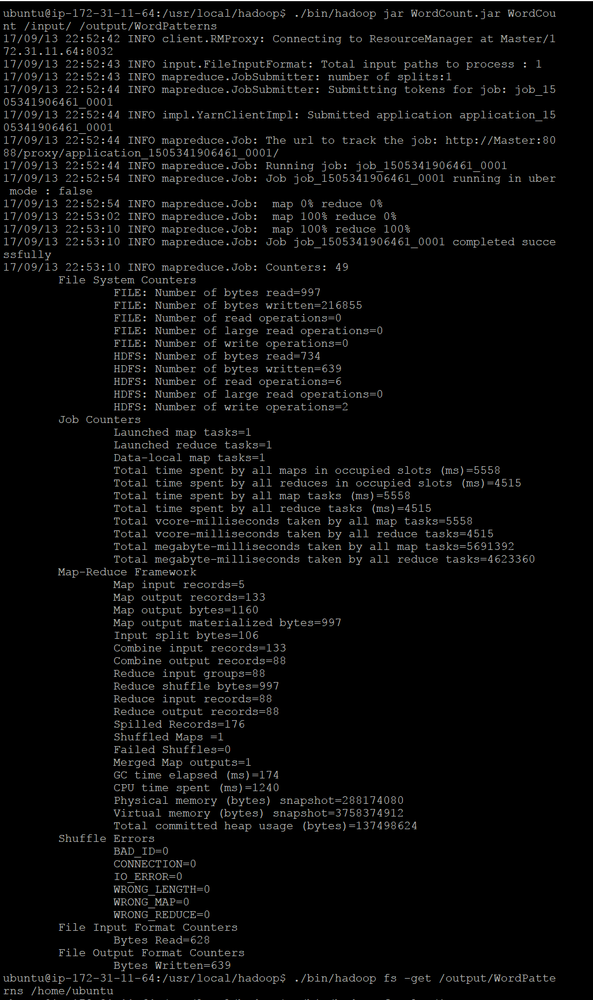 ubuntu@ip-172-31-11-64:/usr/local/hadoop$ ./bin/hadoop jar WordCount.jar WordCou
nt /input/ /output/WordPatterns
17/09/13 22:52:42 INFO client.RMProxy: Connecting to ResourceManager at Master/1
72.31.11.64:8032
17/09/13 22:52:43 INFO input.FileInputFormat: Total input paths to process : 1
17/09/13 22:52:43 INFO mapreduce.JobSubmitter: number of splits:1
17/09/13 22:52:44 INFO mapreduce.JobSubmitter: Submitting tokens for job: job_15
05341906461_0001
17/09/13 22:52:44 INFO impl.YarnClientImpl: Submitted application application_15
05341906461_0001
17/09/13 22:52:44 INFO mapreduce.Job: The url to track the job: http://Master:80
88/proxy/application_1505341906461_0001/
17/09/13 22:52:44 INFO mapreduce.Job: Running job: job_1505341906461_0001
17/09/13 22:52:54 INFO mapreduce.Job: Job job_1505341906461_0001 running in uber
 mode : false
17/09/13 22:52:54 INFO mapreduce.Job:  map 0% reduce 0%
17/09/13 22:53:02 INFO mapreduce.Job:  map 100% reduce 0%
17/09/13 22:53:10 INFO mapreduce.Job:  map 100% reduce 100%
17/09/13 22:53:10 INFO mapreduce.Job: Job job_1505341906461_0001 completed succe
ssfully
17/09/13 22:53:10 INFO mapreduce.Job: Counters: 49
File System Counters
FILE: Number of bytes read=997
FILE: Number of bytes written=216855
FILE: Number of read operations=0
FILE: Number of large read operations=0
FILE: Number of write operations=0
HDFS: Number of bytes read=734
HDFS: Number of bytes written=639
HDFS: Number of read operations=6
HDFS: Number of large read operations=0
HDFS: Number of write operations=2
Job Counters
Launched map tasks=1
Launched reduce tasks=1
Data-local map tasks=1
Total time spent by all maps in occupied slots (ms)=5558
Total time spent by all reduces in occupied slots (ms)=4515
Total time spent by all map tasks (ms)=5558
Total time spent by all reduce tasks (ms)=4515
Total vcore-milliseconds taken by all map tasks=5558
Total vcore-milliseconds taken by all reduce tasks=4515
Total megabyte-milliseconds taken by all map tasks=5691392
Total megabyte-milliseconds taken by all reduce tasks=4623360
Map-Reduce Framework
Map input records=5
Map output records=133
Map output bytes=1160
Map output materialized bytes=997
Input split bytes=106
Combine input records=133
Combine output records=88
Reduce input groups=88
Reduce shuffle bytes=997
Reduce input records=88
Reduce output records=88
Spilled Records=176
Shuffled Maps =1
Failed Shuffles=0
Merged Map outputs=1
GC time elapsed (ms)=174
CPU time spent (ms)=1240
Physical memory (bytes) snapshot=288174080
Virtual memory (bytes) snapshot=3758374912
Total committed heap usage (bytes)=137498624
Shuffle Errors
BAD_ID=0
CONNECTION=0
IO_ERROR=0
WRONG_LENGTH=0
WRONG_MAP=0
WRONG_REDUCE=0
File Input Format Counters
Bytes Read=628
File Output Format Counters
Bytes Written=639
ubuntu@ip-172-31-11-64:/usr/local/hadoop$ ./bin/hadoop fs -get /output/WordPatte
rns /home/ubuntu